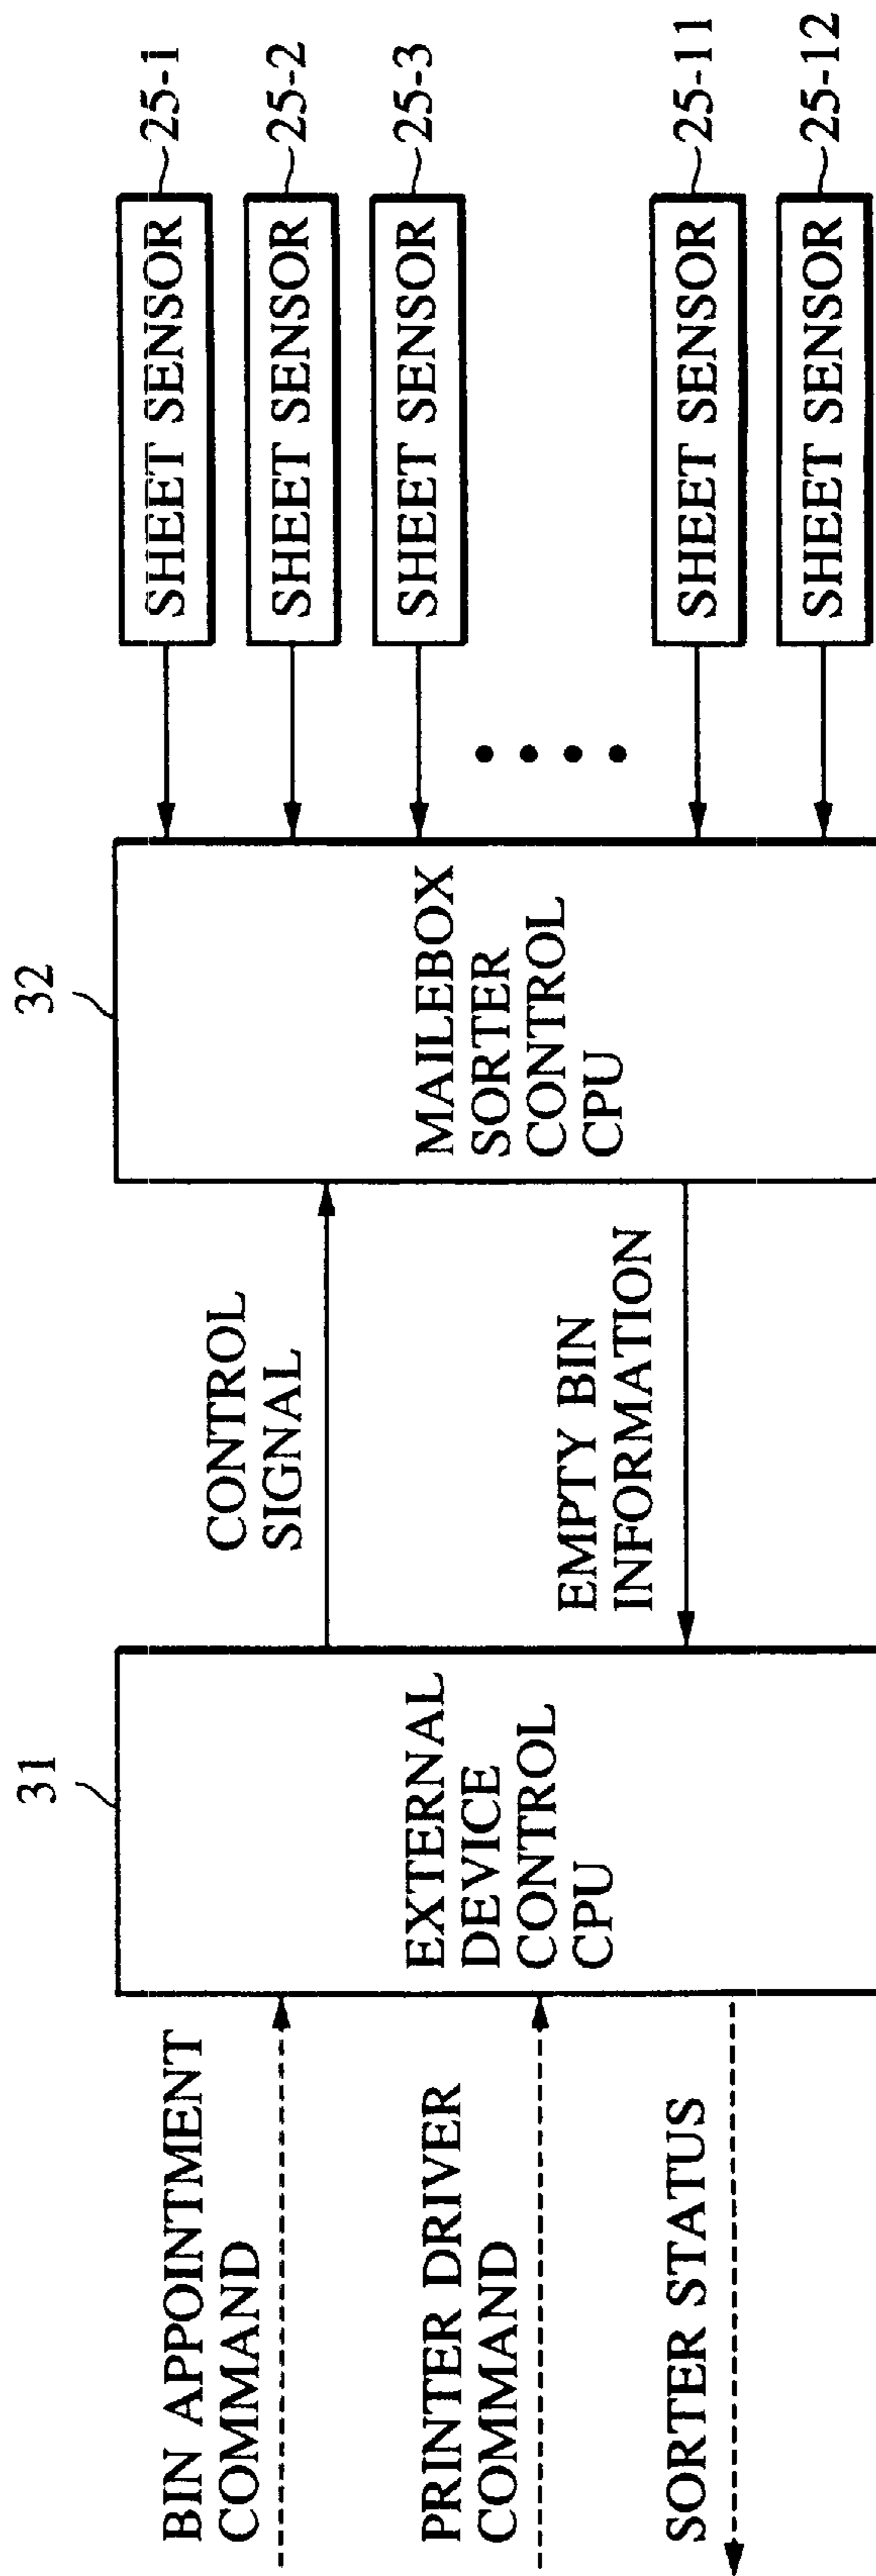 BIN APPOINTMENT
COMMAND
PRINTER DRIVER
COMMAND
SORTER STATUS
31
EXTERNAL
DEVICE
CONTROL
CPU
CONTROL
SIGNAL
EMPTY BIN
INFORMATION
32
MAILEBOX
SORTER
CONTROL
CPU
SHEET SENSOR
25-1
SHEET SENSOR
25-2
SHEET SENSOR
25-3
SHEET SENSOR
25-11
SHEET SENSOR
25-12